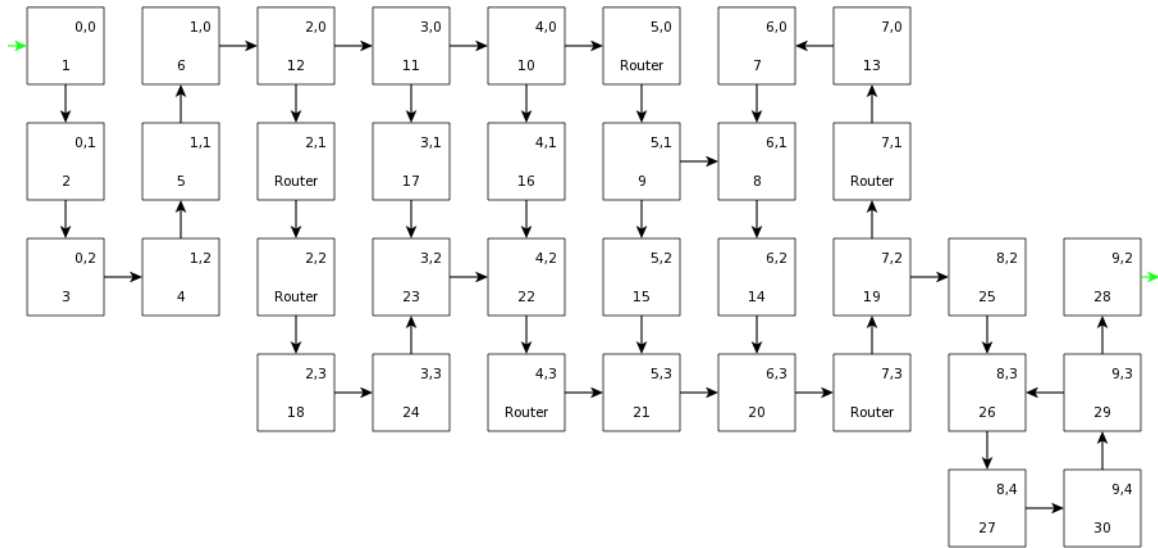 0,0 1,0 2,0 3,0 4,0 5,0 6,0 7,0
1 6 12 11 10 Router 7 13
0,1 1,1 2,1 3,1 4,1 5,1 6,1 7,1
2 5 Router 17 16 9 8 Router
0,2 1,2 2,2 3,2 4,2 5,2 6,2 7,2 8,2 9,2
3 4 Router 23 22 15 14 19 25 28
2,3 3,3 4,3 5,3 6,3 7,3 8,3 9,3
18 24 Router 21 20 Router 26 29
8,4 9,4
27 30